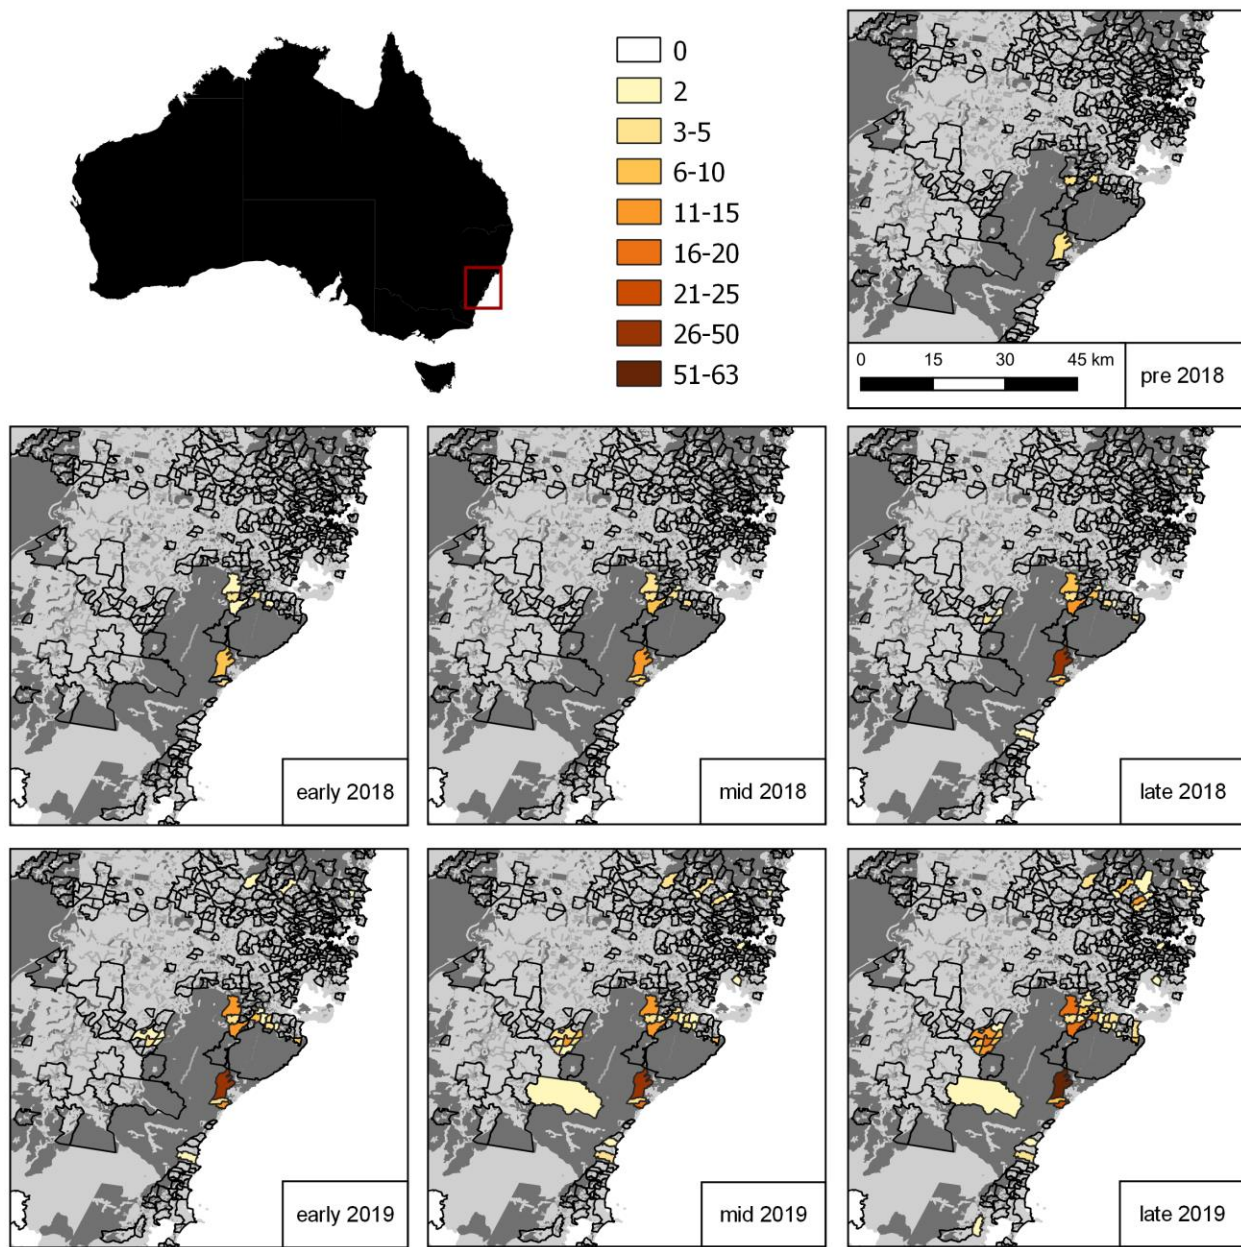 0
2
3-5
6-10
11-15
16-20
21-25
26-50
51-63
0 15 30 45 km
pre 2018
early 2018
mid 2018
late 2018
early 2019
mid 2019
late 2019